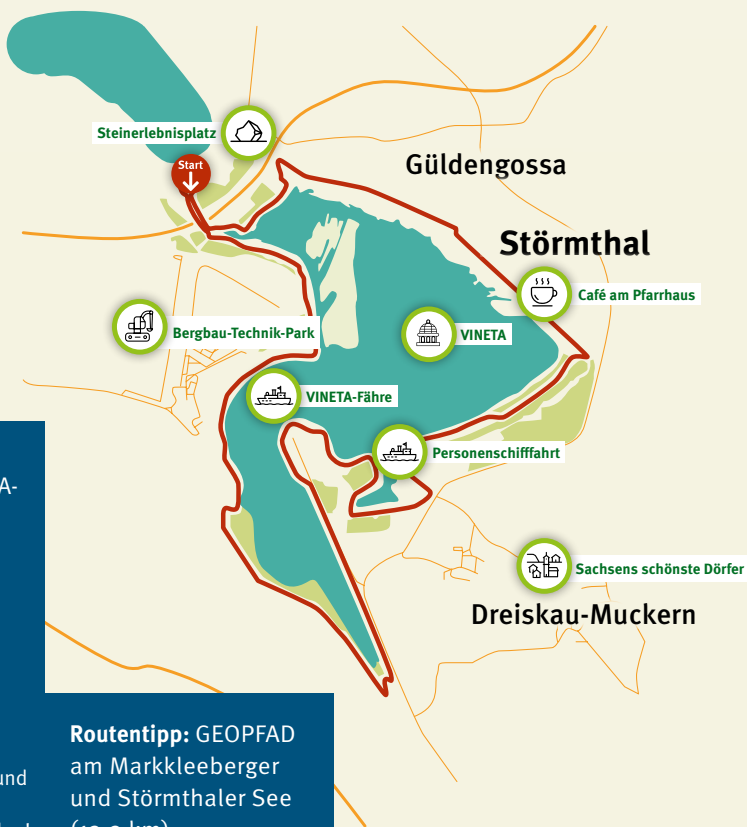 Steinerlebnisplatz
Start
Güldengossa
Störmthal
Café am Pfarrhaus
Bergbau-Technik-Park
VINETA
VINETA-Fähre
Personenschifffahrt
Sachsens schönste Dörfer
Dreiskau-Muckern
A-
und
Routentipp: GEOPFAD
am Markkleeberger
und Störmthaler See